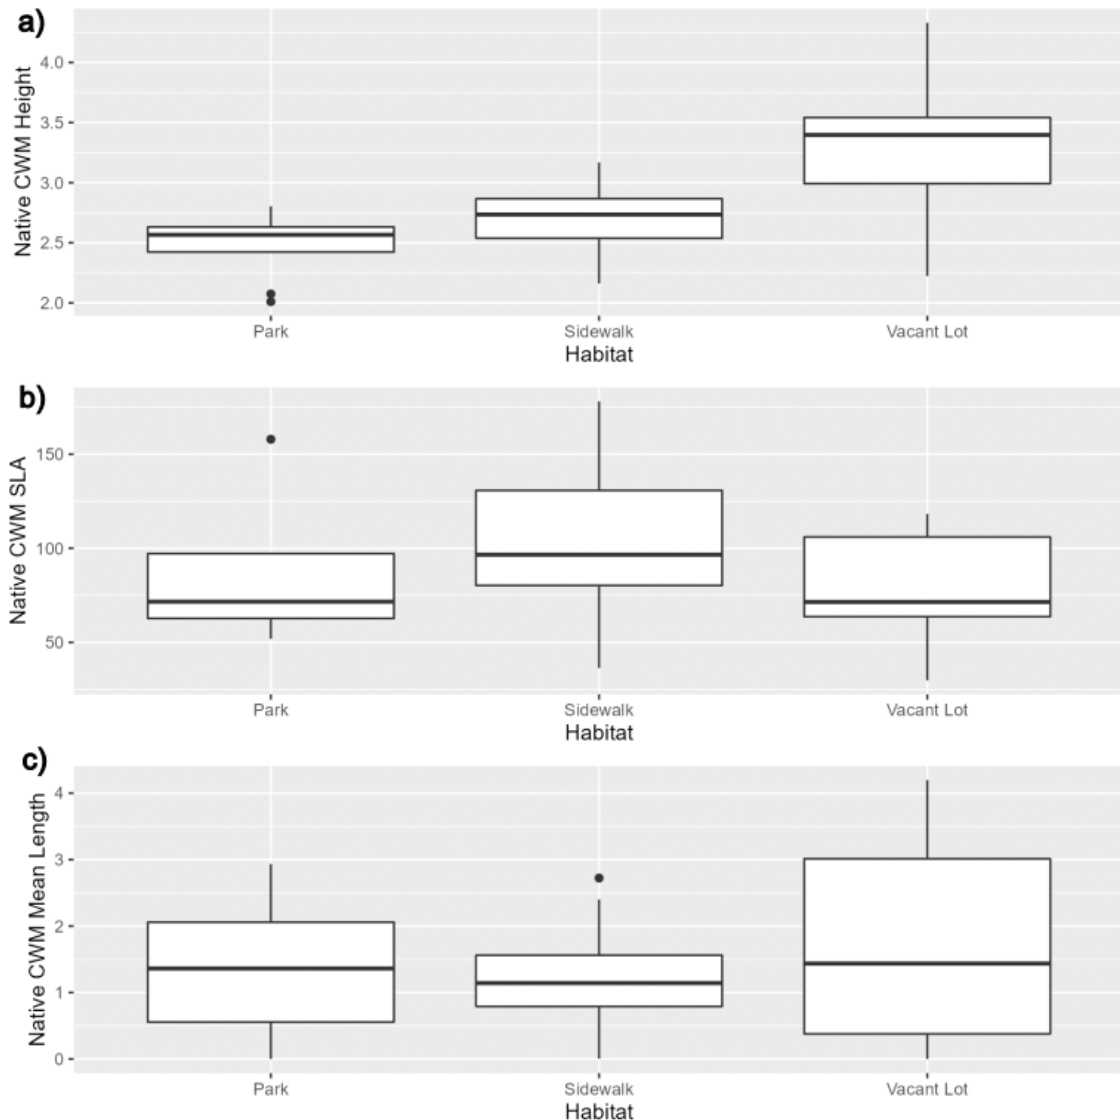 a)
Native CWM Height
4.0
3.5
3.0
2.5
2.0
Park Sidewalk Vacant Lot
Habitat
b)
Native CWM SLA
150
100
50
Park Sidewalk Vacant Lot
Habitat
c)
Native CWM Mean Length
4
3
2
1
0
Park Sidewalk Vacant Lot
Habitat